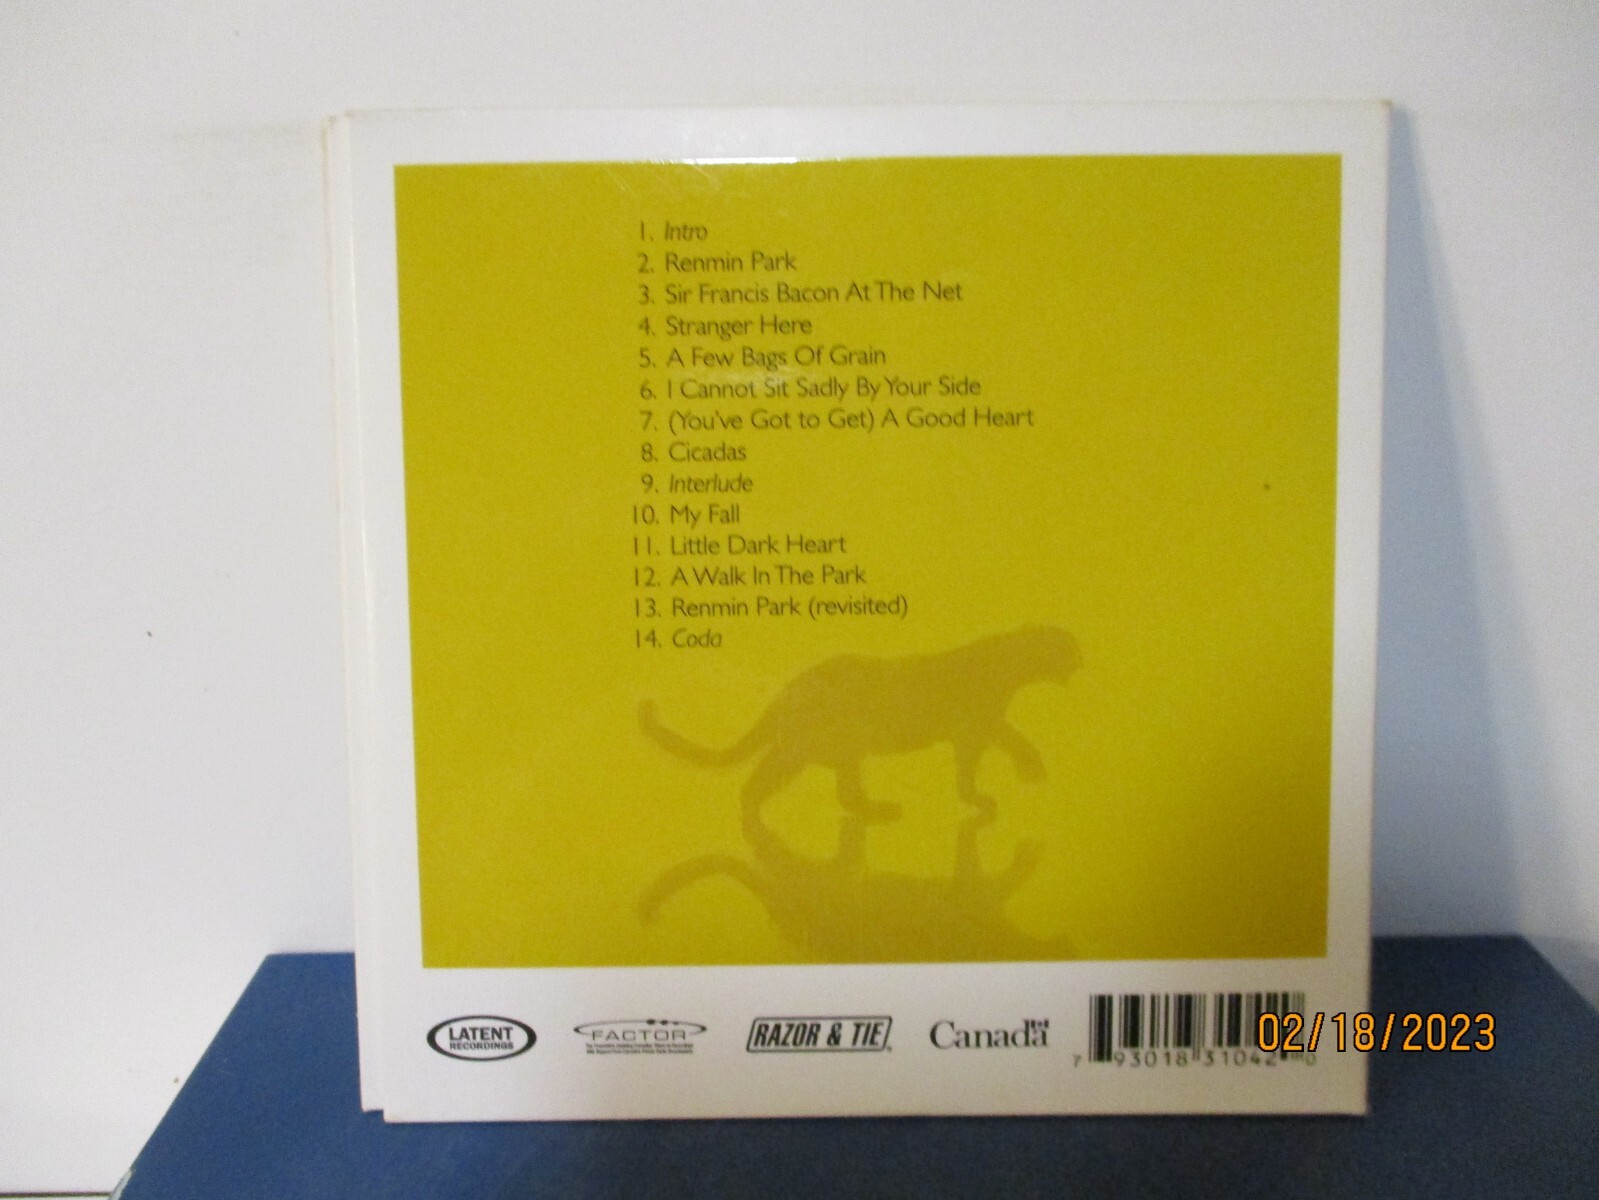 1. Intro
2. Renmin Park
3. Sir Francis Bacon At The Net
4. Stranger Here
5. A Few Bags Of Grain
6. I Cannot Sit Sadly By Your Side
7. (You've Got to Get) A Good Heart
8. Cicadas
9. Interlude
10. My Fall
11. Little Dark Heart
12. A Walk In The Park
13. Renmin Park (revisited)
14. Coda
LATENT
RECORDINGS
FACTOR
RAZOR & TIE
Canada
7 93018 31042 0
02/18/2023